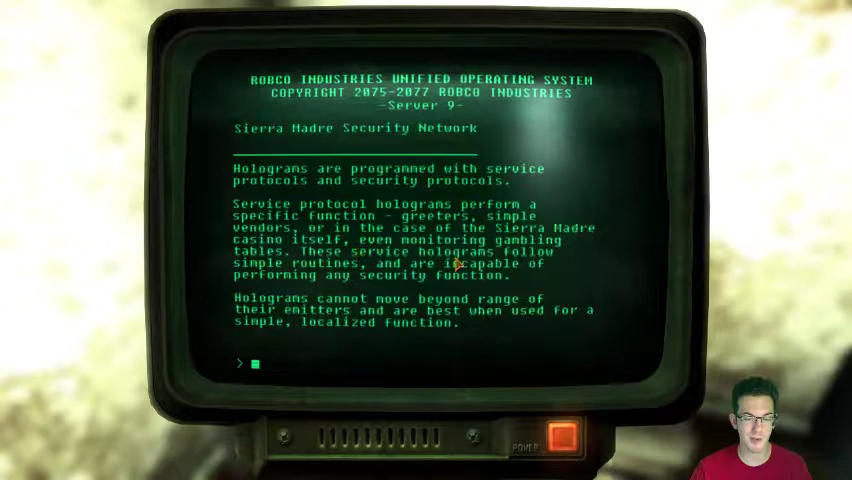 ROBCO INDUSTRIES UNIFIED OPERATING SYSTEM
COPYRIGHT 2075-2077 ROBCO INDUSTRIES
-Server 9-
Sierra Madre Security Network
Holograms are programmed with service
protocols and security protocols.
Service protocol holograms perform a
specific function - greeters, simple
vendors, or in the case of the Sierra Madre
casino itself, even monitoring gambling
tables. These service holograms follow
simple routines, and are incapable of
performing any security function.
Holograms cannot move beyond range of
their emitters and are best when used for a
simple, localized function.
>
POWER